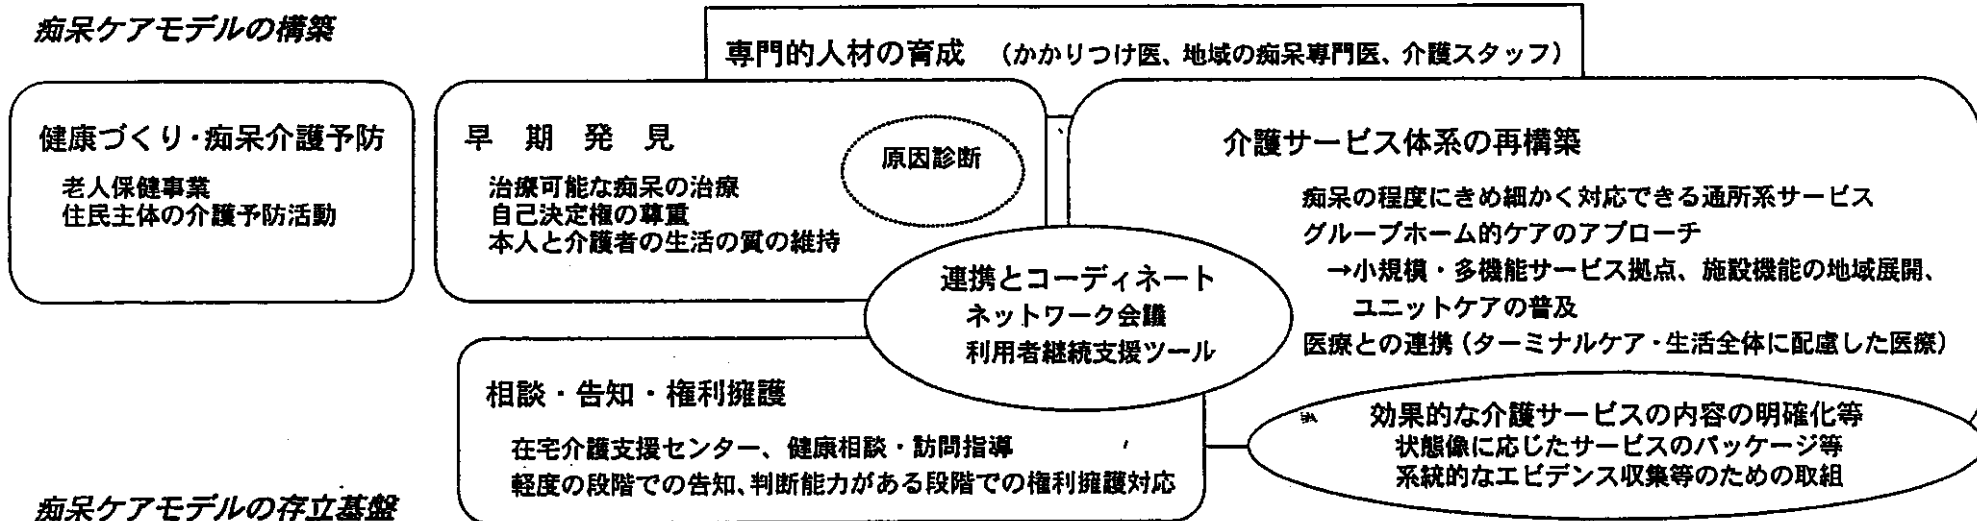 痴呆ケアモデルの構築
専門的人材の育成 （かかりつけ医、地域の痴呆専門医、介護スタッフ）
健康づくり・痴呆介護予防
老人保健事業
住民主体の介護予防活動
早 期 発 見
治療可能な痴呆の治療
自己決定権の尊重
本人と介護者の生活の質の維持
原因診断
介護サービス体系の再構築
痴呆の程度にきめ細かく対応できる通所系サービス
グループホーム的ケアのアプローチ
→小規模・多機能サービス拠点、施設機能の地域展開、
ユニットケアの普及
医療との連携（ターミナルケア・生活全体に配慮した医療）
連携とコーディネート
ネットワーク会議
利用者継続支援ツール
相談・告知・権利擁護
在宅介護支援センター、健康相談・訪問指導
軽度の段階での告知、判断能力がある段階での権利擁護対応
効果的な介護サービスの内容の明確化等
状態像に応じたサービスのパッケージ等
系統的なエビデンス収集等のための取組
痴呆ケアモデルの存立基盤